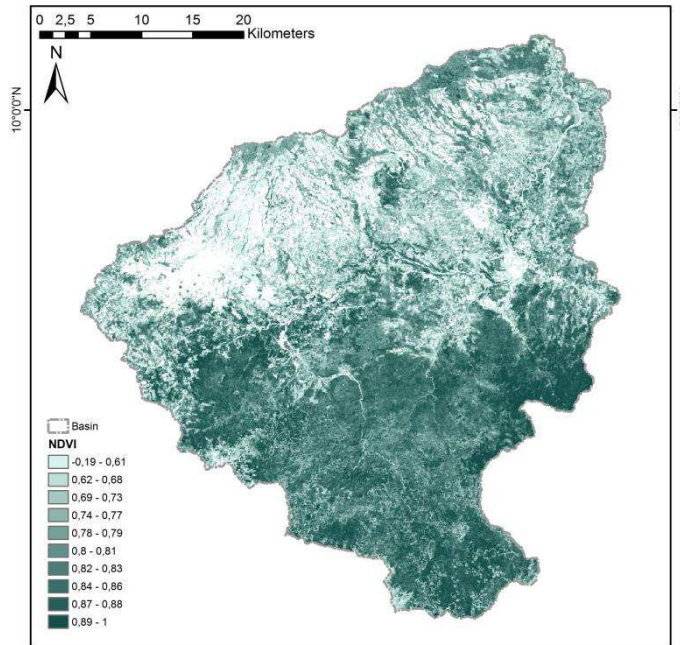 0 2,5 5 10 15 20
Kilometers
N
10°0'0"N
Basin
NDVI
-0,19 - 0,61
0,62 - 0,68
0,69 - 0,73
0,74 - 0,77
0,78 - 0,79
0,8 - 0,81
0,82 - 0,83
0,84 - 0,86
0,87 - 0,88
0,89 - 1